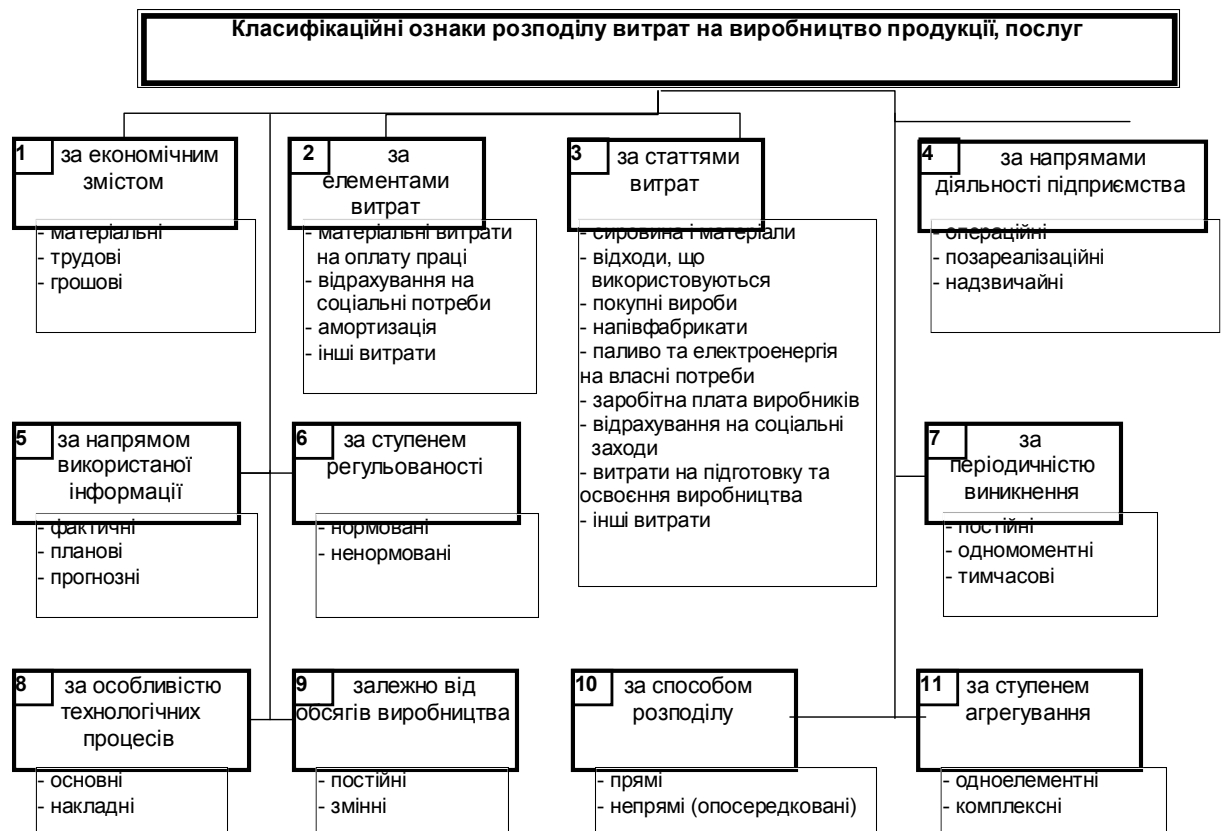 Класифікаційні ознаки розподілу витрат на виробництво продукції, послуг
1
за економічним
змістом
- матеріальні
- трудові
- грошові
2
за
елементами
витрат
- матеріальні витрати
на оплату праці
- відрахування на
соціальні потреби
- амортизація
- інші витрати
3
за статтями
витрат
- сировина і матеріали
- відходи, що
використовуються
- покупні вироби
- напівфабрикати
- паливо та електроенергія
на власні потреби
- заробітна плата виробників
- відрахування на соціальні
заходи
- витрати на підготовку та
освоєння виробництва
- інші витрати
4
за напрямами
діяльності підприємства
- операційні
- позареалізаційні
- надзвичайні
5
за напрямом
використаної
інформації
- фактичні
- планові
- прогнозні
6
за ступенем
регульованості
- нормовані
- ненормовані
7
за
періодичністю
виникнення
- постійні
- одномоментні
- тимчасові
8
за особливістю
технологічних
процесів
- основні
- накладні
9
залежно від
обсягів виробництва
- постійні
- змінні
10
за способом
розподілу
- прямі
- непрямі (опосередковані)
11
за ступенем
агрегування
- одноелементні
- комплексні